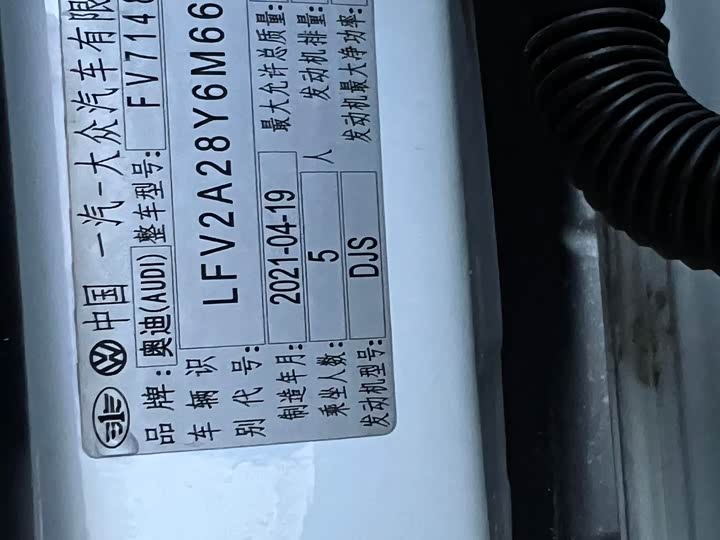 中国 一汽-大众汽车有限
品牌: 奥迪(AUDI) 整车型号: FV7148
车辆识别代号: LFV2A28Y6M66
制造年月: 2021-04-19 最大允许总质量:
乘坐人数: 5 人 发动机排量:
发动机型号: DJS 发动机最大净功率: